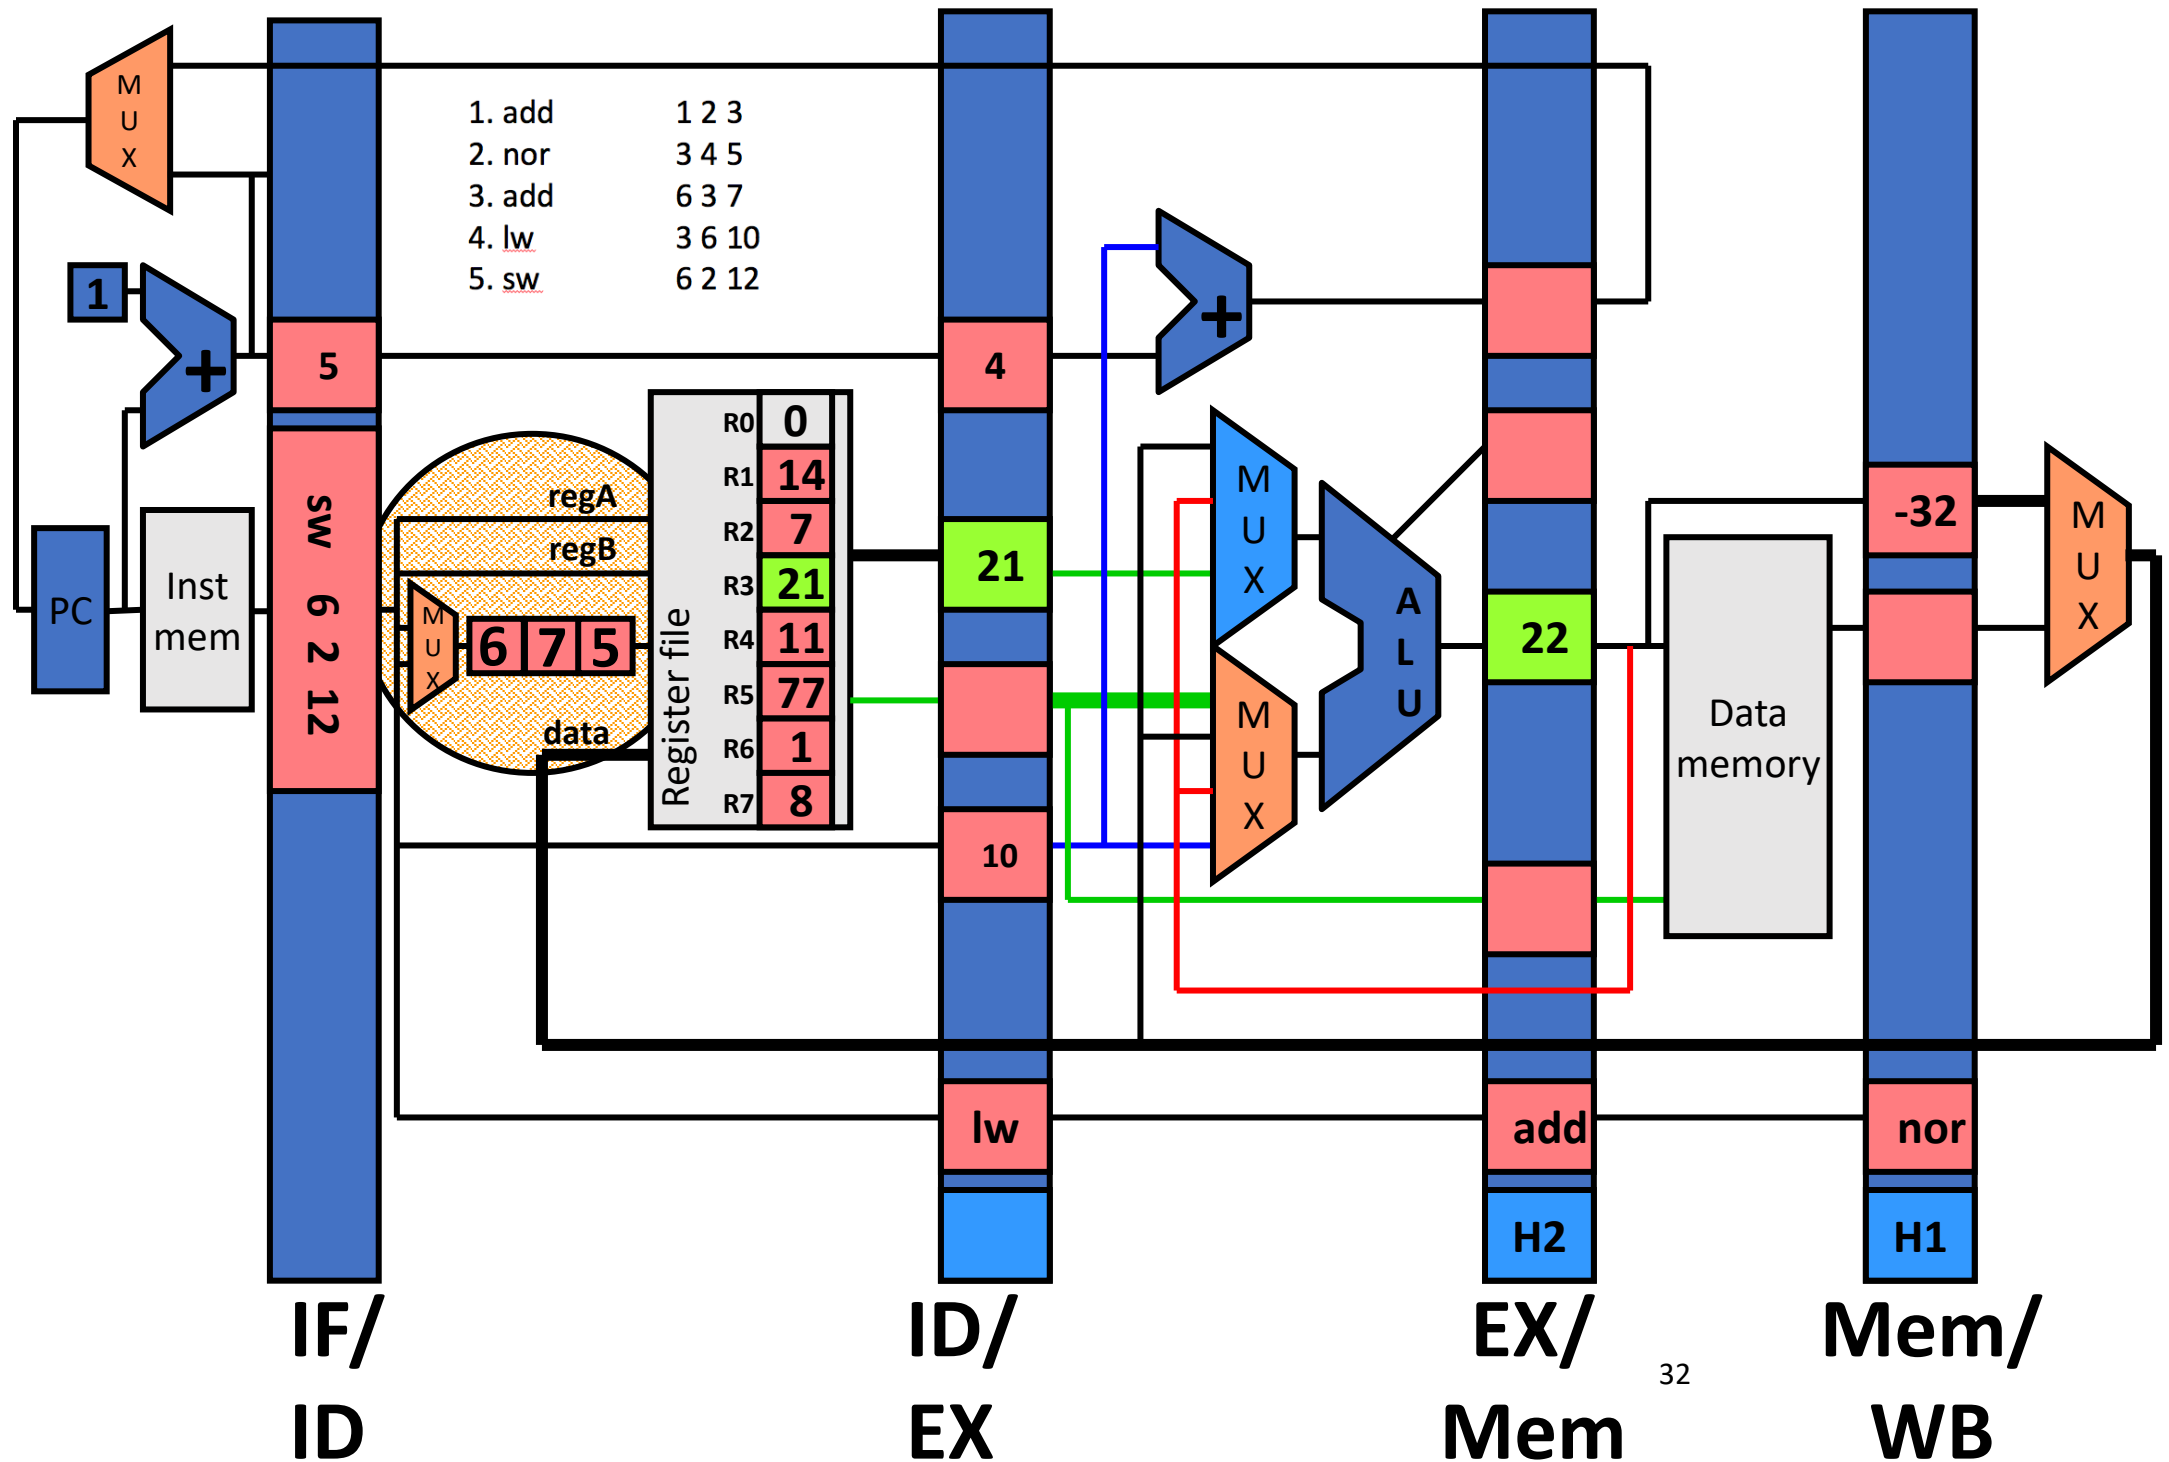 M
U
X
1. add 1 2 3
2. nor 3 4 5
3. add 6 3 7
4. lw 3 6 10
5. sw 6 2 12
1
+
+
5
4
PC
Inst
mem
sw 6 2 12
regA
regB
M
U
X
6 7 5
data
Register file
R0 0
R1 14
R2 7
R3 21
R4 11
R5 77
R6 1
R7 8
21
10
M
U
X
M
U
X
A
L
U
22
Data
memory
-32
M
U
X
lw
add
nor
H2
H1
IF/
ID
ID/
EX
EX/
Mem
32
Mem/
WB